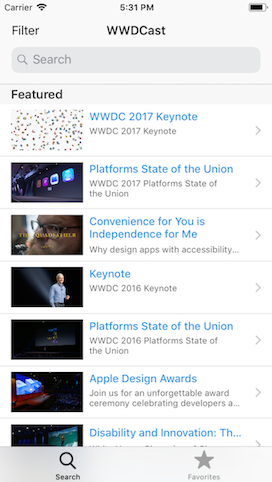 Carrier 5:31 PM
Filter WWDCast
Search
Featured
WWDC 2017 Keynote
WWDC 2017 Keynote
Platforms State of the Union
WWDC 2017 Platforms State of
the Union
THE QUADRAFILE
Convenience for You is
Independence for Me
Why design apps with accessibility...
Keynote
WWDC 2016 Keynote
Platforms State of the Union
WWDC 2016 Platforms State of
the Union
Apple Design Awards
Join us for an unforgettable award
ceremony celebrating developers a...
Disability and Innovation: Th...
Search Favorites